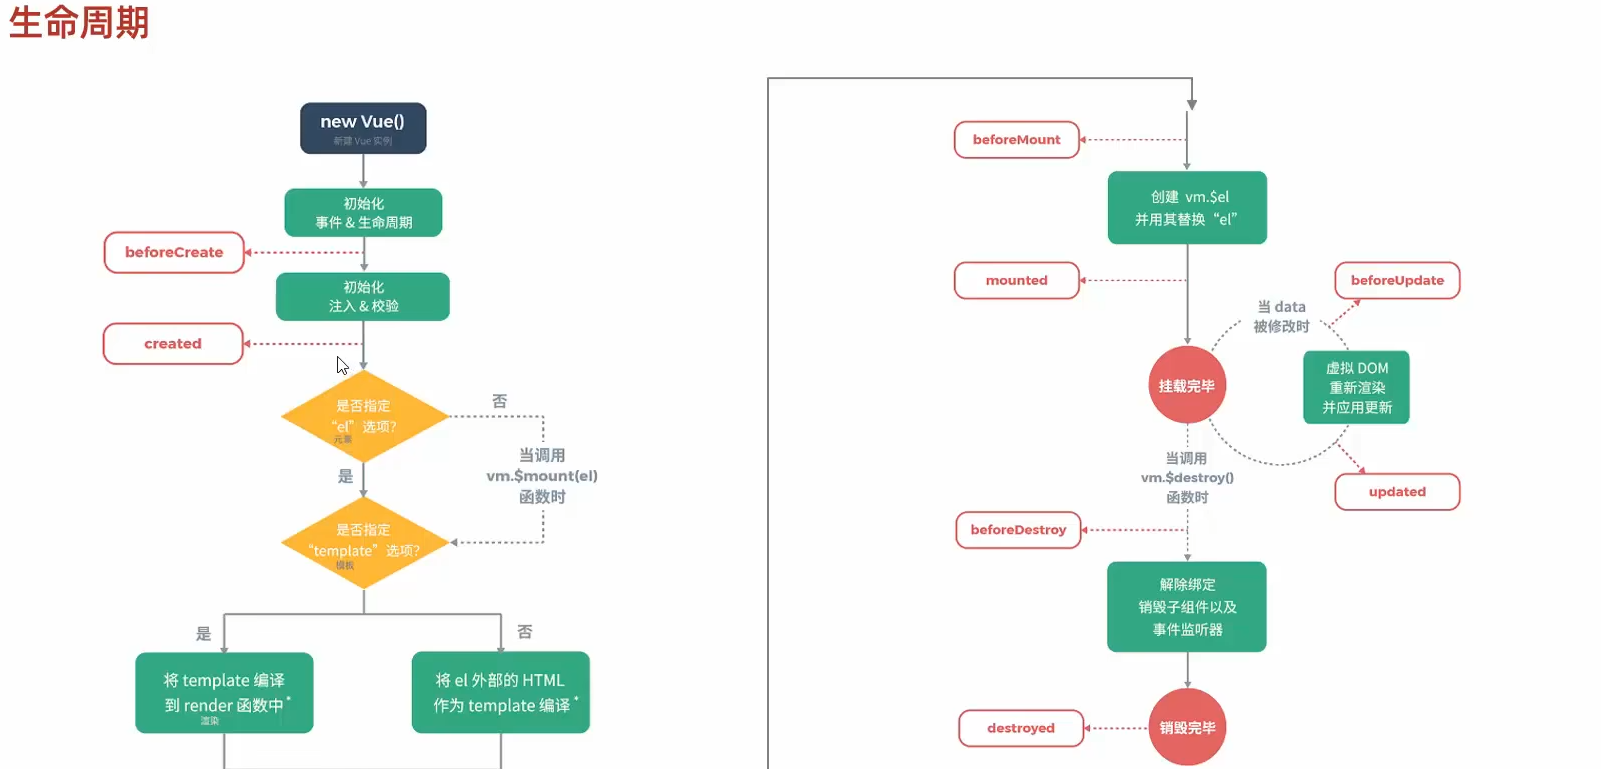 生命周期
new Vue()
新建 Vue 实例
初始化
事件 & 生命周期
beforeCreate
初始化
注入 & 校验
created
是否指定
“el” 选项?
元素
否
是
当调用
vm.$mount(el)
函数时
是否指定
“template” 选项?
模板
是
否
将 template 编译
到 render 函数中*
渲染
将 el 外部的 HTML
作为 template 编译*
beforeMount
创建 vm.$el
并用其替换 “el”
mounted
beforeUpdate
当 data
被修改时
挂载完毕
虚拟 DOM
重新渲染
并应用更新
updated
当调用
vm.$destroy()
函数时
beforeDestroy
解除绑定
销毁子组件以及
事件监听器
destroyed
销毁完毕